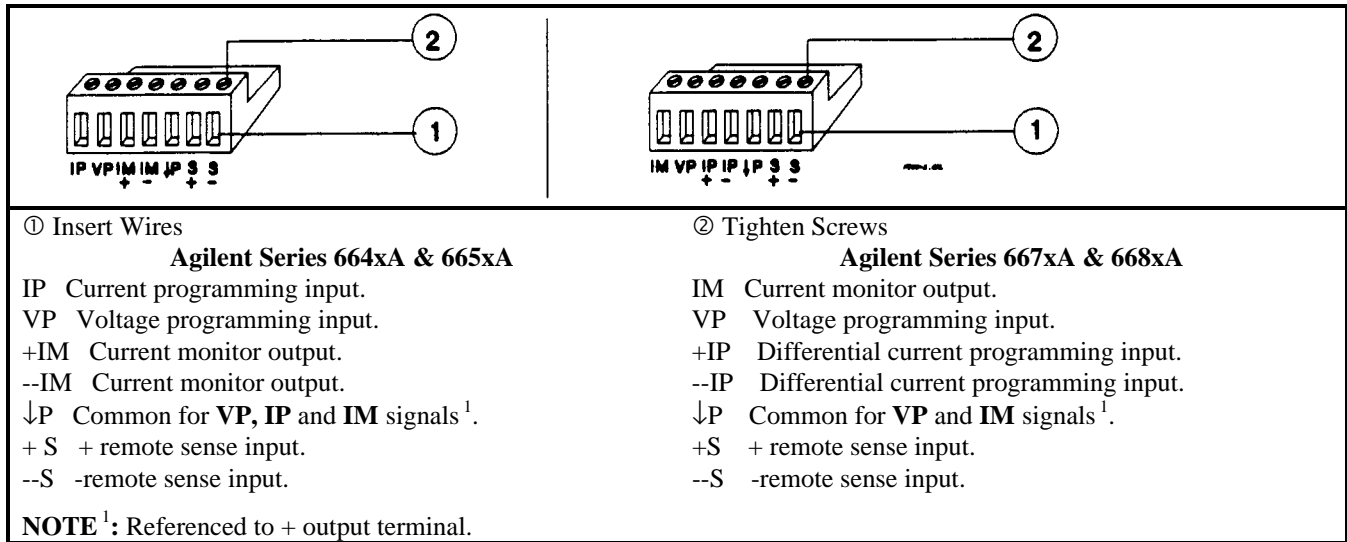 2
1
IP VP IM IM ↓P S S
+ - + -
2
1
IM VP IP IP ↓P S S
+ - + -
① Insert Wires
Agilent Series 664xA & 665xA
IP Current programming input.
VP Voltage programming input.
+IM Current monitor output.
--IM Current monitor output.
↓P Common for VP, IP and IM signals ¹.
+ S + remote sense input.
--S -remote sense input.
NOTE ¹: Referenced to + output terminal.
② Tighten Screws
Agilent Series 667xA & 668xA
IM Current monitor output.
VP Voltage programming input.
+IP Differential current programming input.
--IP Differential current programming input.
↓P Common for VP and IM signals ¹.
+S + remote sense input.
--S -remote sense input.